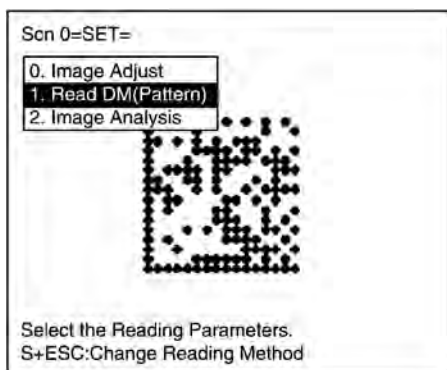 Scn 0=SET=
0. Image Adjust
1. Read DM(Pattern)
2. Image Analysis
Select the Reading Parameters.
S+ESC:Change Reading Method